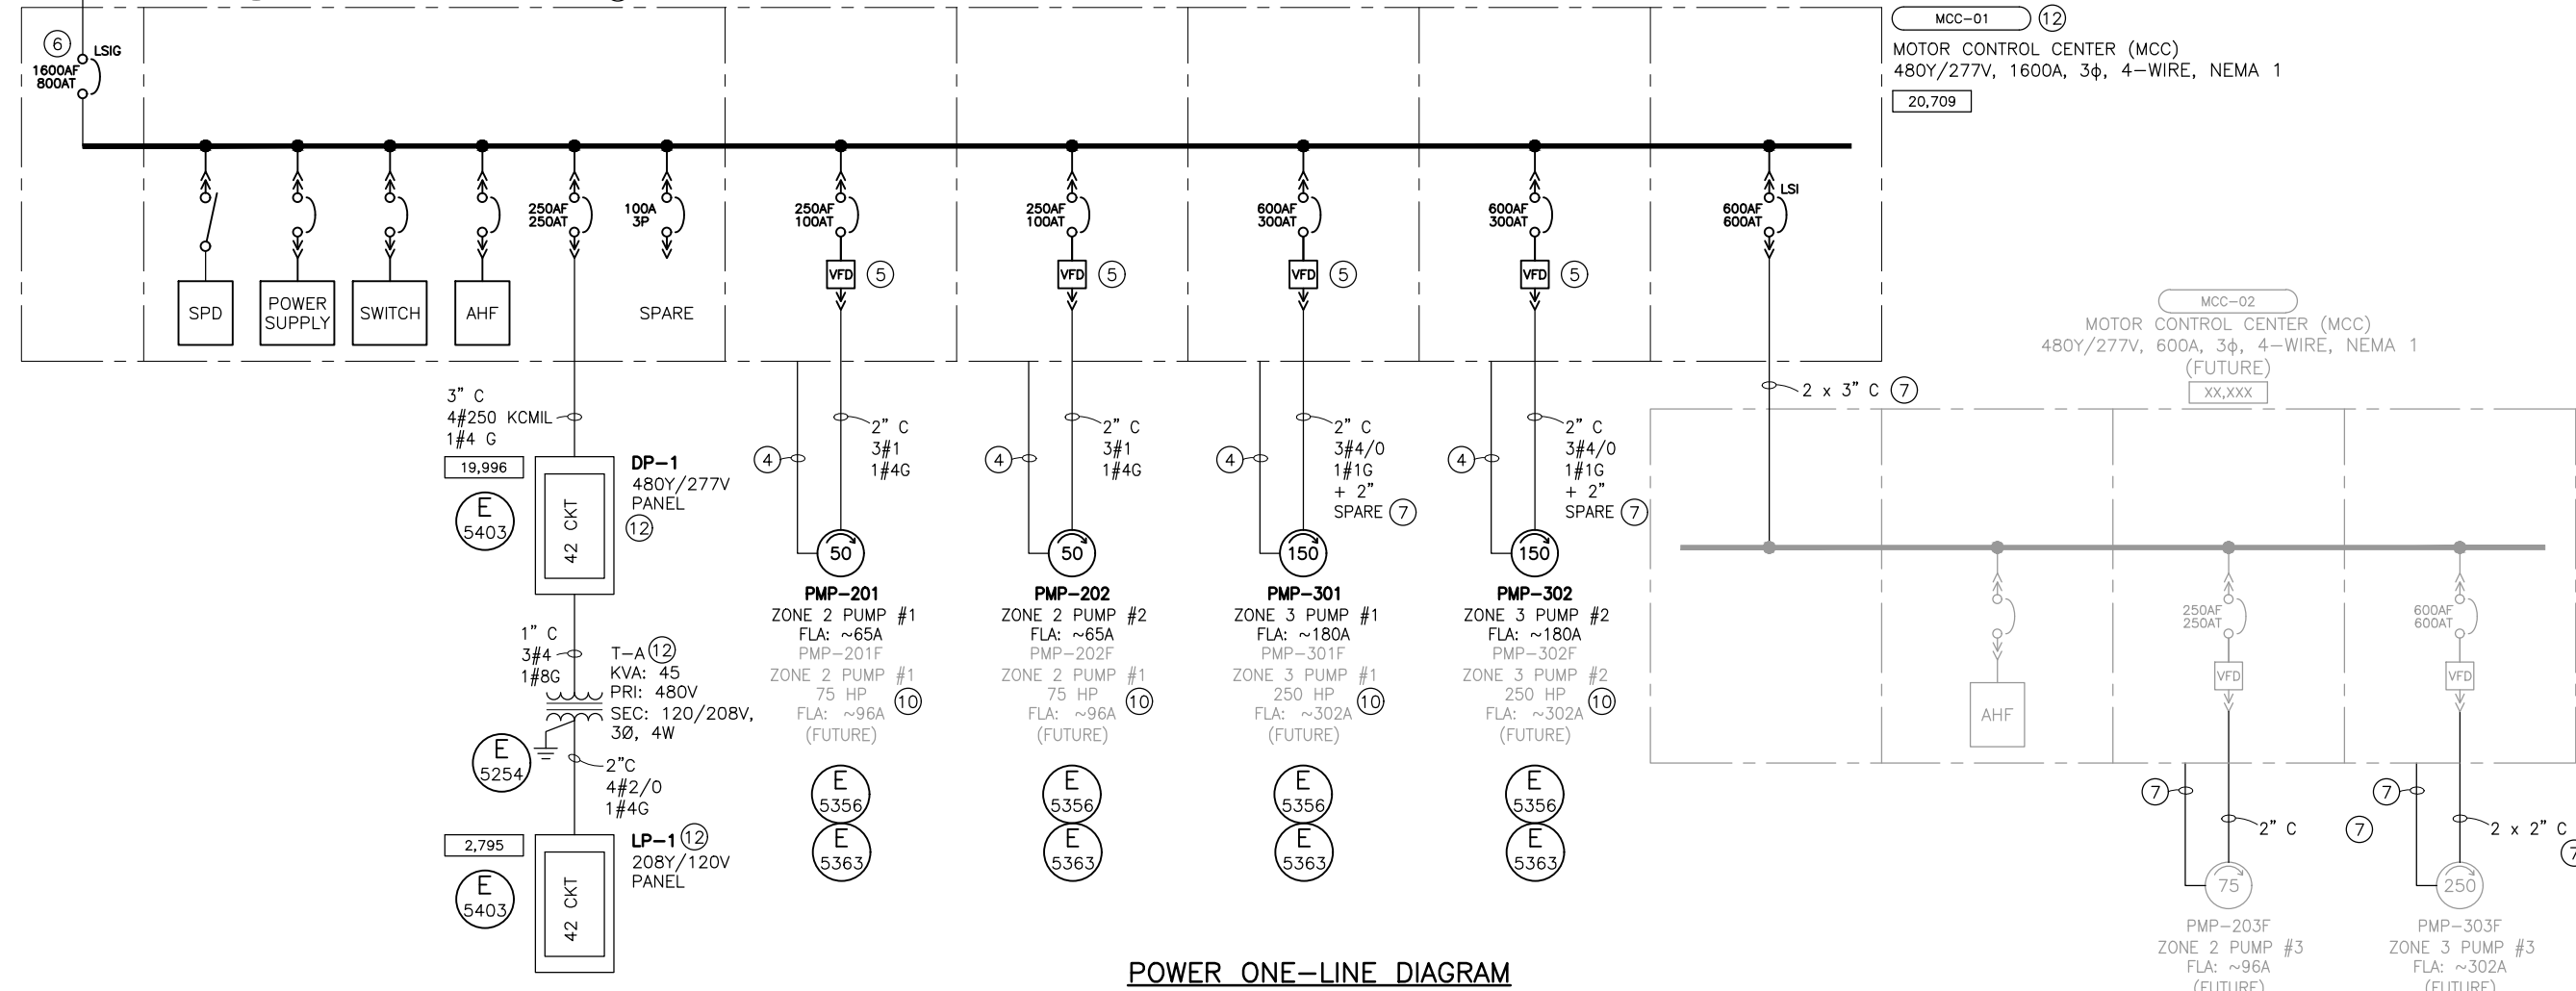 6
LSIG
1600AF
800AT
MCC-01
12
MOTOR CONTROL CENTER (MCC)
480Y/277V, 1600A, 3ϕ, 4-WIRE, NEMA 1
20,709
250AF
250AT
100A
3P
250AF
100AT
250AF
100AT
600AF
300AT
600AF
300AT
LSI
600AF
600AT
VFD
5
VFD
5
VFD
5
VFD
5
SPD
POWER
SUPPLY
SWITCH
AHF
SPARE
MCC-02
MOTOR CONTROL CENTER (MCC)
480Y/277V, 600A, 3ϕ, 4-WIRE, NEMA 1
(FUTURE)
XX,XXX
3" C
4#250 KCMIL
1#4 G
19,996
E
5403
DP-1
480Y/277V
PANEL
12
42 CKT
1" C
3#4
1#8G
T-A
12
KVA: 45
PRI: 480V
SEC: 120/208V,
3Ø, 4W
E
5254
2"C
4#2/0
1#4G
2,795
E
5403
LP-1
12
208Y/120V
PANEL
42 CKT
4
2" C
3#1
1#4G
50
PMP-201
ZONE 2 PUMP #1
FLA: ~65A
PMP-201F
ZONE 2 PUMP #1
75 HP
FLA: ~96A
(FUTURE)
10
E
5356
E
5363
4
2" C
3#1
1#4G
50
PMP-202
ZONE 2 PUMP #2
FLA: ~65A
PMP-202F
ZONE 2 PUMP #1
75 HP
FLA: ~96A
(FUTURE)
10
E
5356
E
5363
4
2" C
3#4/0
1#1G
+ 2"
SPARE
7
150
PMP-301
ZONE 3 PUMP #1
FLA: ~180A
PMP-301F
ZONE 3 PUMP #1
250 HP
FLA: ~302A
(FUTURE)
10
E
5356
E
5363
4
2" C
3#4/0
1#1G
+ 2"
SPARE
7
150
PMP-302
ZONE 3 PUMP #2
FLA: ~180A
PMP-302F
ZONE 3 PUMP #2
250 HP
FLA: ~302A
(FUTURE)
10
E
5356
E
5363
2 x 3" C
7
250AF
250AT
600AF
600AT
VFD
VFD
AHF
7
2" C
7
75
PMP-203F
ZONE 2 PUMP #3
FLA: ~96A
(FUTURE)
7
2 x 2" C
7
250
PMP-303F
ZONE 3 PUMP #3
FLA: ~302A
(FUTURE)
POWER ONE-LINE DIAGRAM